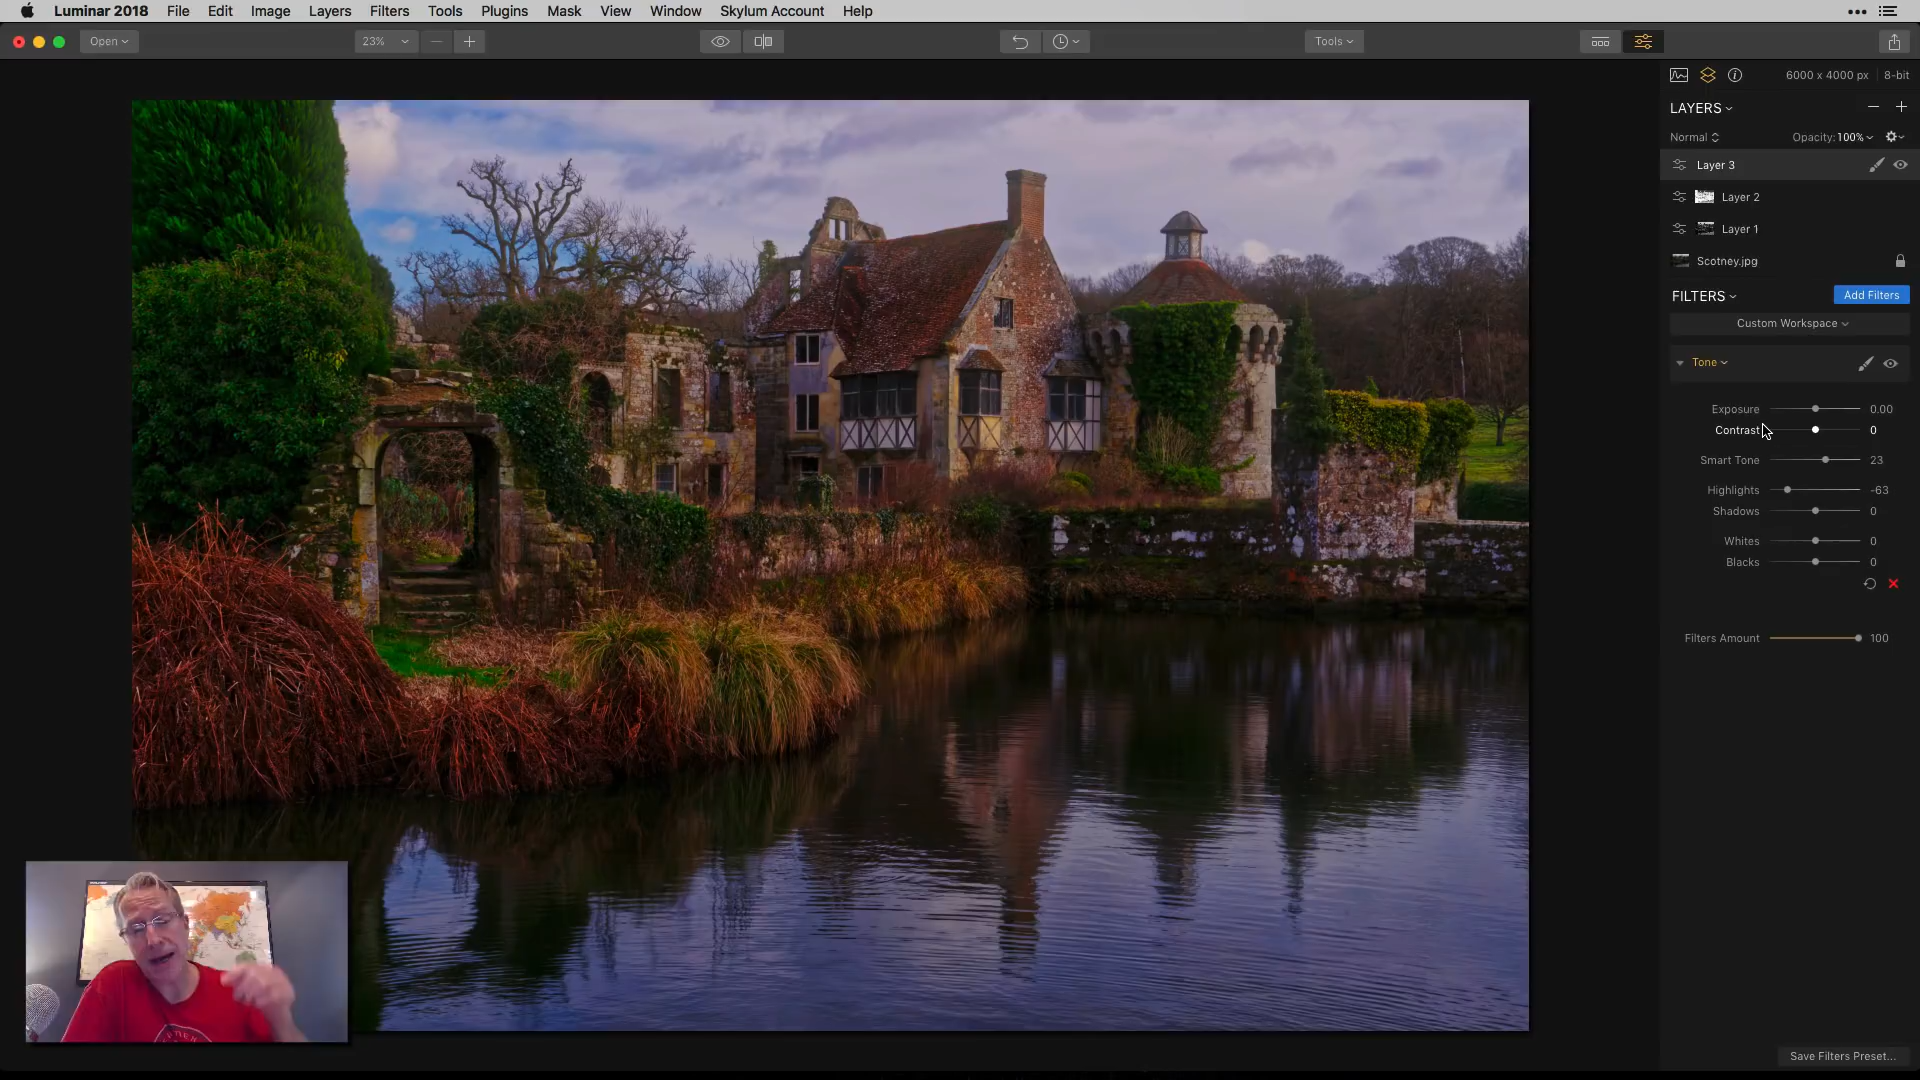 Luminar 2018 File Edit Image Layers Filters Tools Plugins Mask View Window Skylum Account Help
Open 23% Tools
6000 x 4000 px 8-bit
LAYERS
Normal Opacity: 100%
Layer 3
Layer 2
Layer 1
Scotney.jpg
FILTERS Add Filters
Custom Workspace
Tone
Exposure 0.00
Contrast 0
Smart Tone 23
Highlights -63
Shadows 0
Whites 0
Blacks 0
Filters Amount 100
Save Filters Preset...